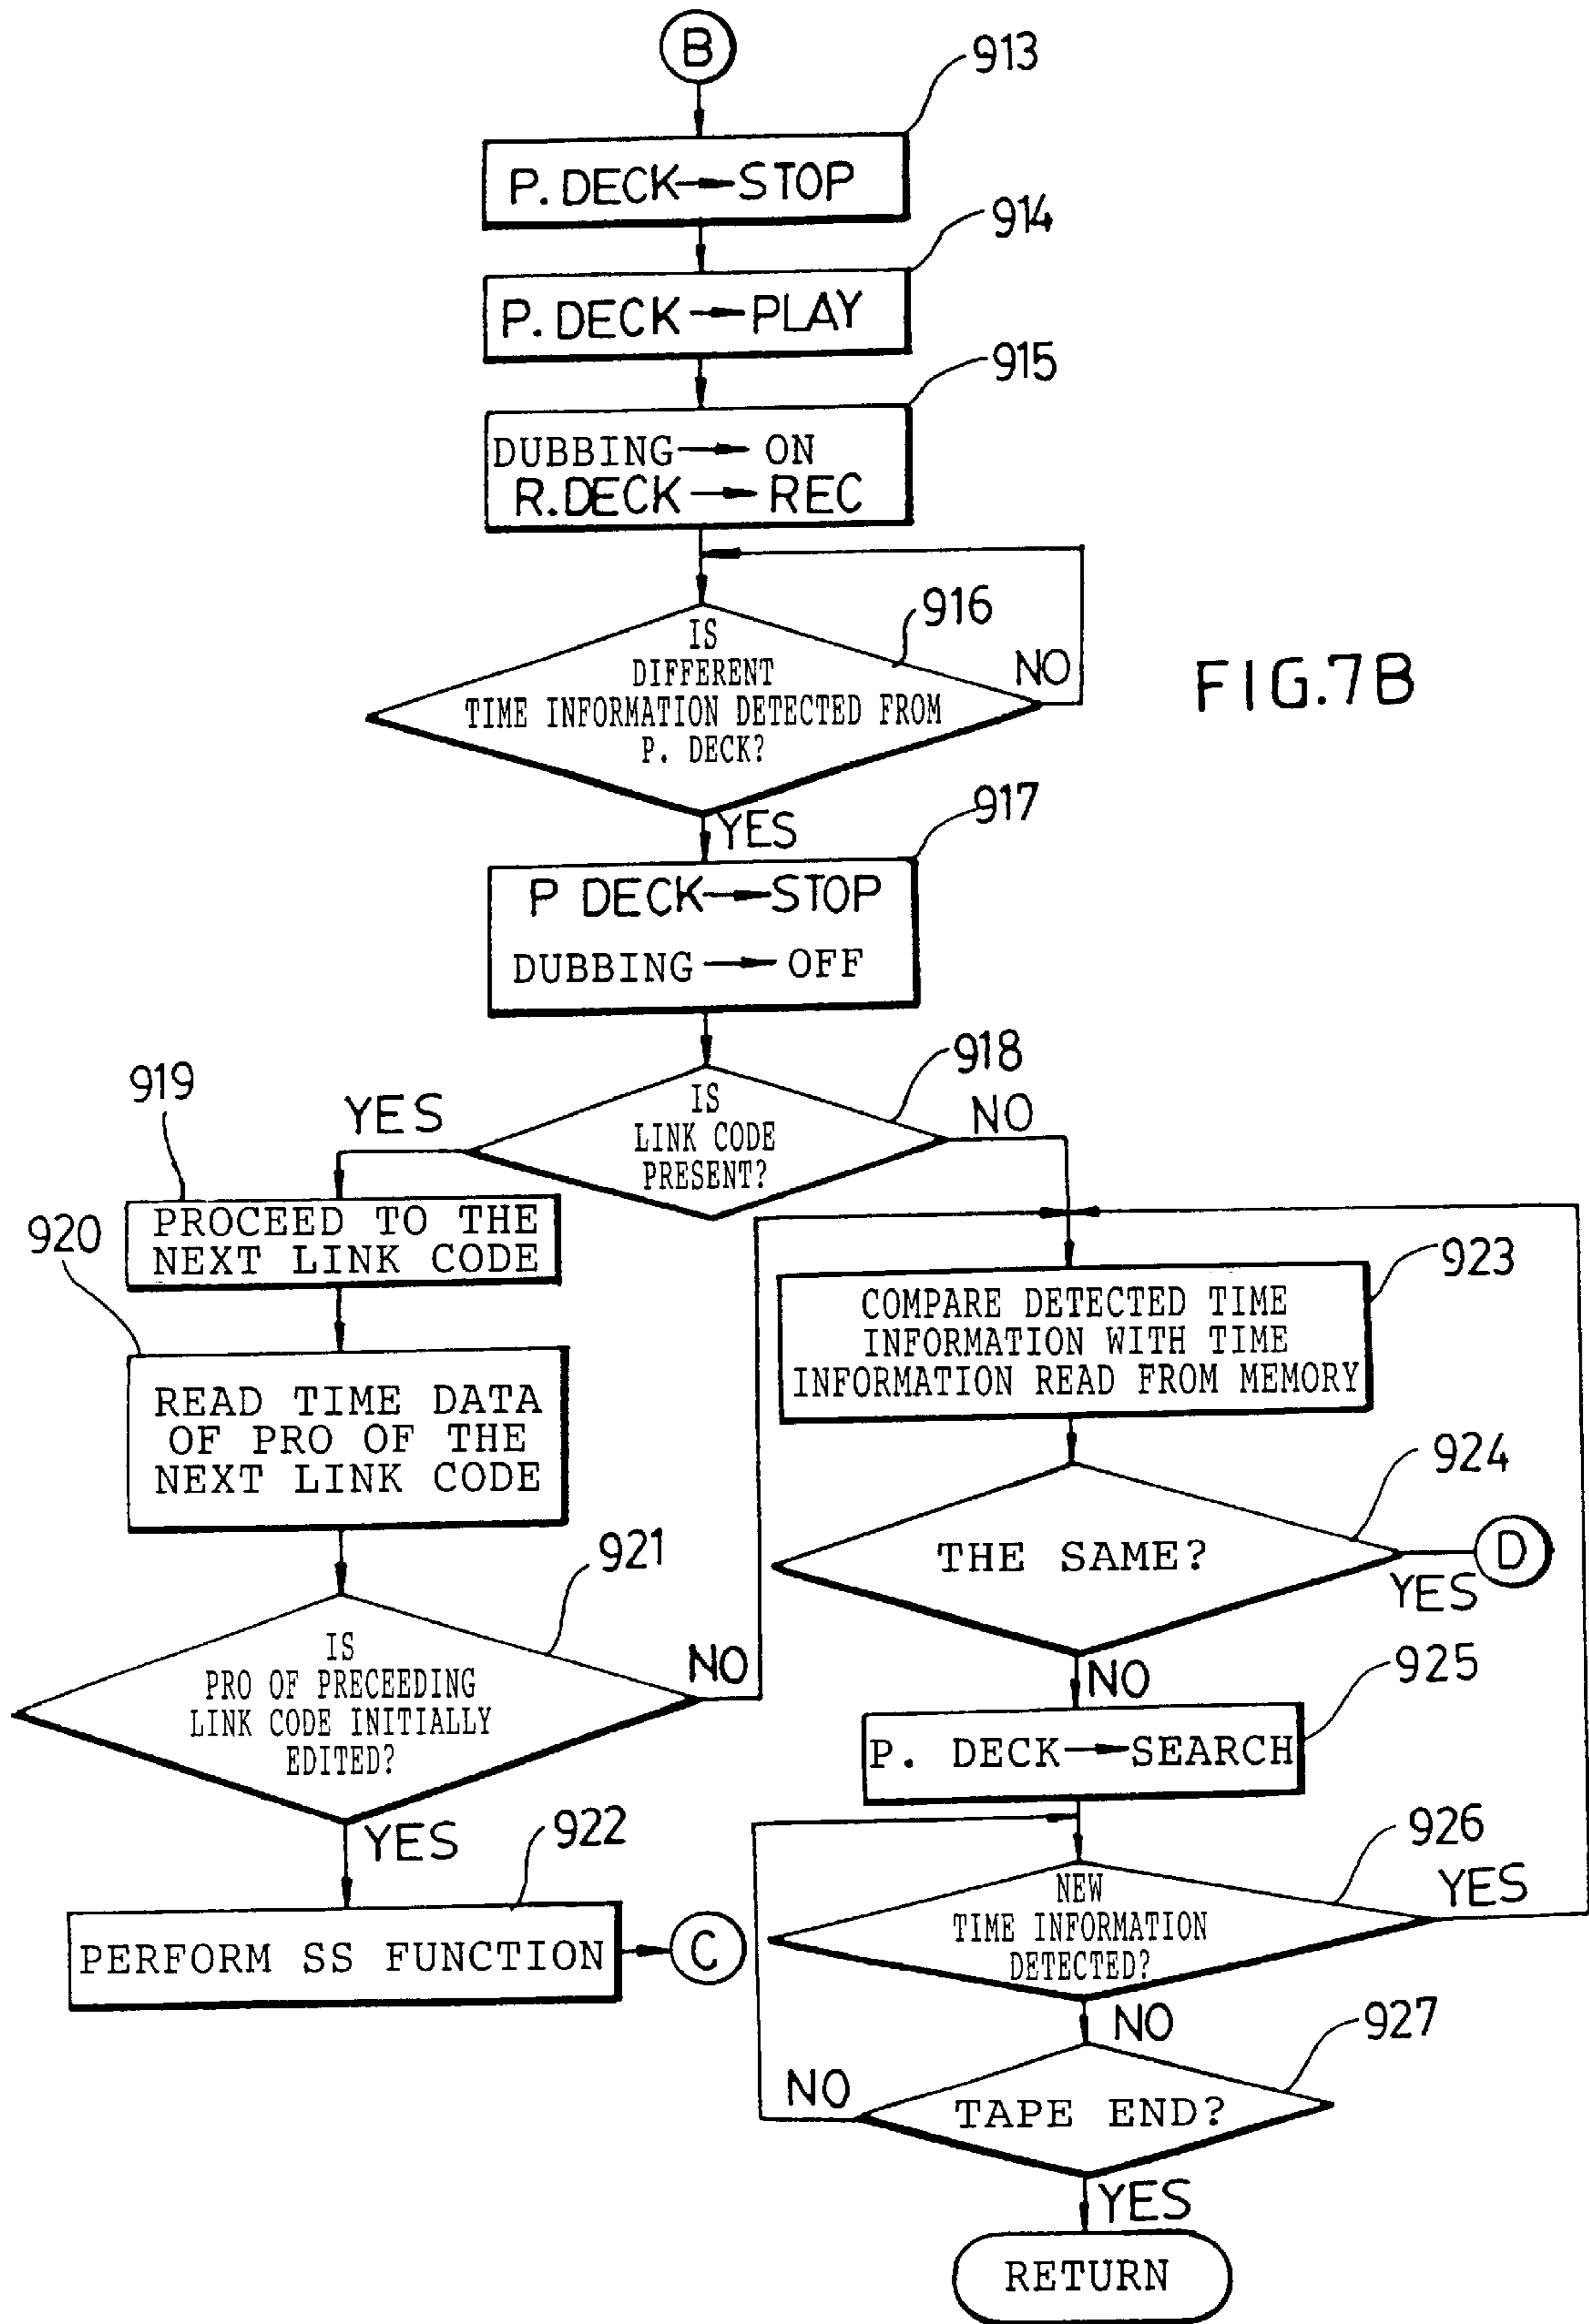 B
913
P.DECK→STOP
914
P.DECK→PLAY
915
DUBBING→ON
R.DECK→REC
916
IS
DIFFERENT
TIME INFORMATION DETECTED FROM
P. DECK?
NO
FIG.7B
YES
917
P DECK→STOP
DUBBING→OFF
918
IS
LINK CODE
PRESENT?
YES
NO
919
PROCEED TO THE
NEXT LINK CODE
920
READ TIME DATA
OF PRO OF THE
NEXT LINK CODE
921
IS
PRO OF PRECEEDING
LINK CODE INITIALLY
EDITED?
NO
YES
922
PERFORM SS FUNCTION
C
923
COMPARE DETECTED TIME
INFORMATION WITH TIME
INFORMATION READ FROM MEMORY
924
THE SAME?
YES
D
NO
925
P. DECK→SEARCH
926
NEW
TIME INFORMATION
DETECTED?
YES
NO
927
TAPE END?
NO
YES
RETURN